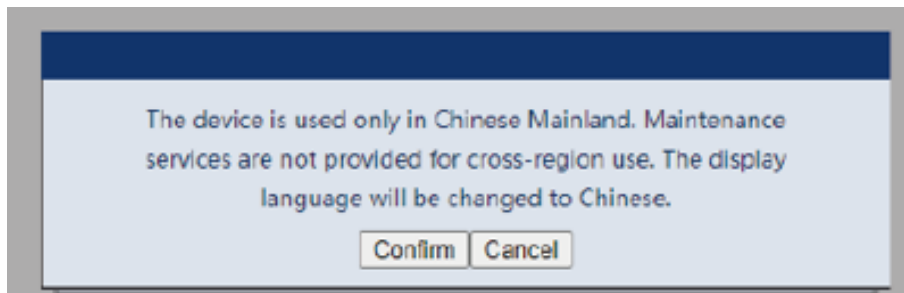 The device is used only in Chinese Mainland. Maintenance
services are not provided for cross-region use. The display
language will be changed to Chinese.
Confirm Cancel